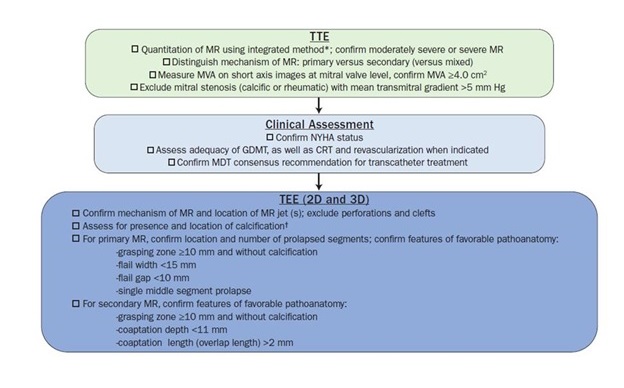 TTE
☐ Quantitation of MR using integrated method*; confirm moderately severe or severe MR
☐ Distinguish mechanism of MR: primary versus secondary (versus mixed)
☐ Measure MVA on short axis images at mitral valve level, confirm MVA ≥4.0 cm²
☐ Exclude mitral stenosis (calcific or rheumatic) with mean transmitral gradient >5 mm Hg
Clinical Assessment
☐ Confirm NYHA status
☐ Assess adequacy of GDMT, as well as CRT and revascularization when indicated
☐ Confirm MDT consensus recommendation for transcatheter treatment
TEE (2D and 3D)
☐ Confirm mechanism of MR and location of MR jet (s); exclude perforations and clefts
☐ Assess for presence and location of calcification†
☐ For primary MR, confirm location and number of prolapsed segments; confirm features of favorable pathoanatomy:
-grasping zone ≥10 mm and without calcification
-flail width <15 mm
-flail gap <10 mm
-single middle segment prolapse
☐ For secondary MR, confirm features of favorable pathoanatomy:
-grasping zone ≥10 mm and without calcification
-coaptation depth <11 mm
-coaptation length (overlap length) >2 mm